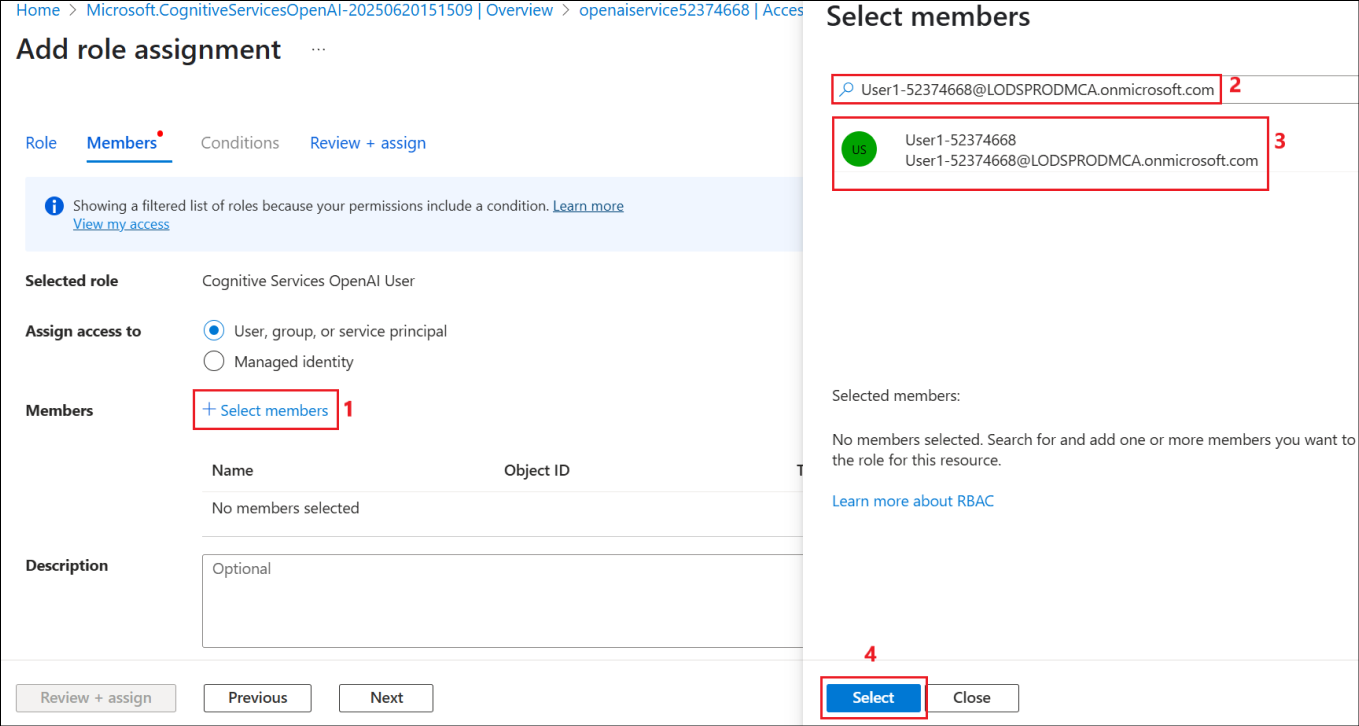 Home > Microsoft.CognitiveServicesOpenAI-20250620151509 | Overview > openaiservice52374668 | Acces
Add role assignment ...
Role Members Conditions Review + assign
Showing a filtered list of roles because your permissions include a condition. Learn more
View my access
Selected role Cognitive Services OpenAI User
Assign access to User, group, or service principal
Managed identity
Members + Select members 1
Name Object ID T
No members selected
Description Optional
Review + assign Previous Next
Select members
User1-52374668@LODSPRODMCA.onmicrosoft.com 2
US User1-52374668 3
User1-52374668@LODSPRODMCA.onmicrosoft.com
Selected members:
No members selected. Search for and add one or more members you want to
the role for this resource.
Learn more about RBAC
4
Select Close